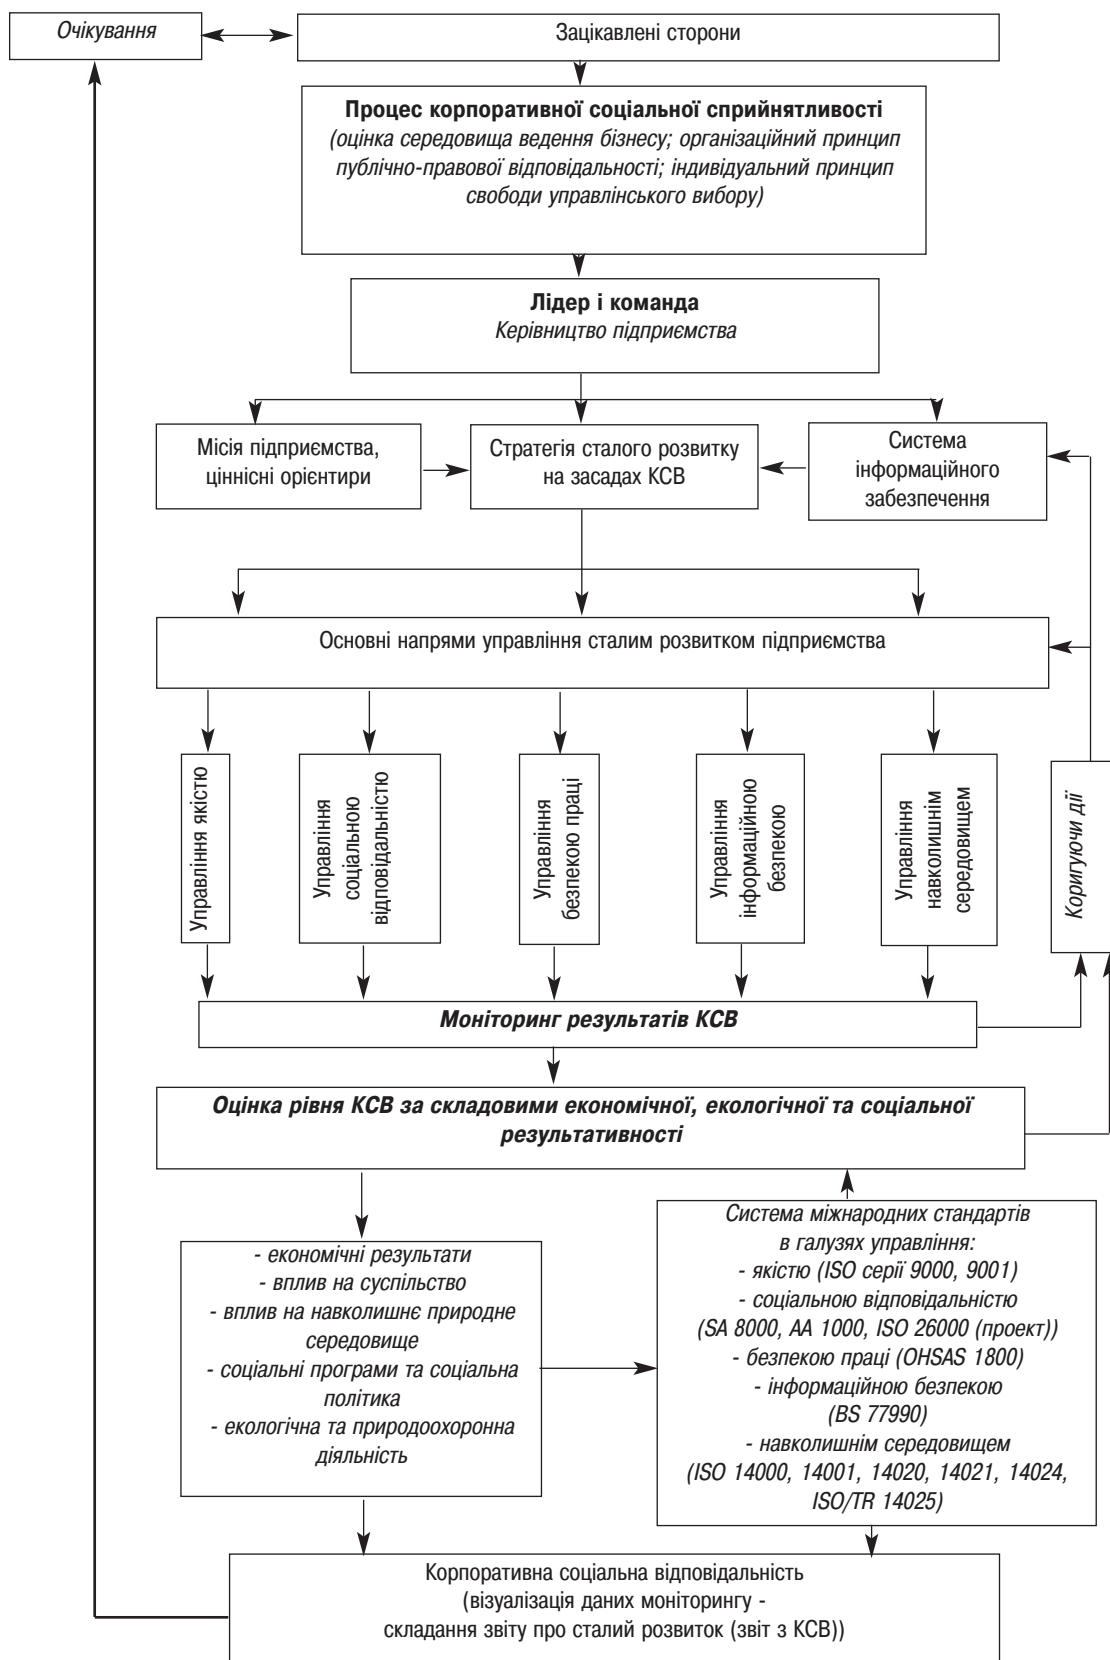 Очікування
Зацікавлені сторони
Процес корпоративної соціальної сприйнятливості
(оцінка середовища ведення бізнесу; організаційний принцип
публічно-правової відповідальності; індивідуальний принцип
свободи управлінського вибору)
Лідер і команда
Керівництво підприємства
Місія підприємства,
ціннісні орієнтири
Стратегія сталого розвитку
на засадах КСВ
Система
інформаційного
забезпечення
Основні напрями управління сталим розвитком підприємства
Управління якістю
Управління
соціальною
відповідальністю
Управління
безпекою праці
Управління
інформаційною
безпекою
Управління
навколишнім
середовищем
Коригуючи дії
Моніторинг результатів КСВ
Оцінка рівня КСВ за складовими економічної, екологічної та соціальної
результативності
- економічні результати
- вплив на суспільство
- вплив на навколишнє природне
середовище
- соціальні програми та соціальна
політика
- екологічна та природоохоронна
діяльність
Система міжнародних стандартів
в галузях управління:
- якістю (ISO серії 9000, 9001)
- соціальною відповідальністю
(SA 8000, AA 1000, ISO 26000 (проект))
- безпекою праці (OHSAS 1800)
- інформаційною безпекою
(BS 77990)
- навколишнім середовищем
(ISO 14000, 14001, 14020, 14021, 14024,
ISO/TR 14025)
Корпоративна соціальна відповідальність
(візуалізація даних моніторингу -
складання звіту про сталий розвиток (звіт з КСВ))